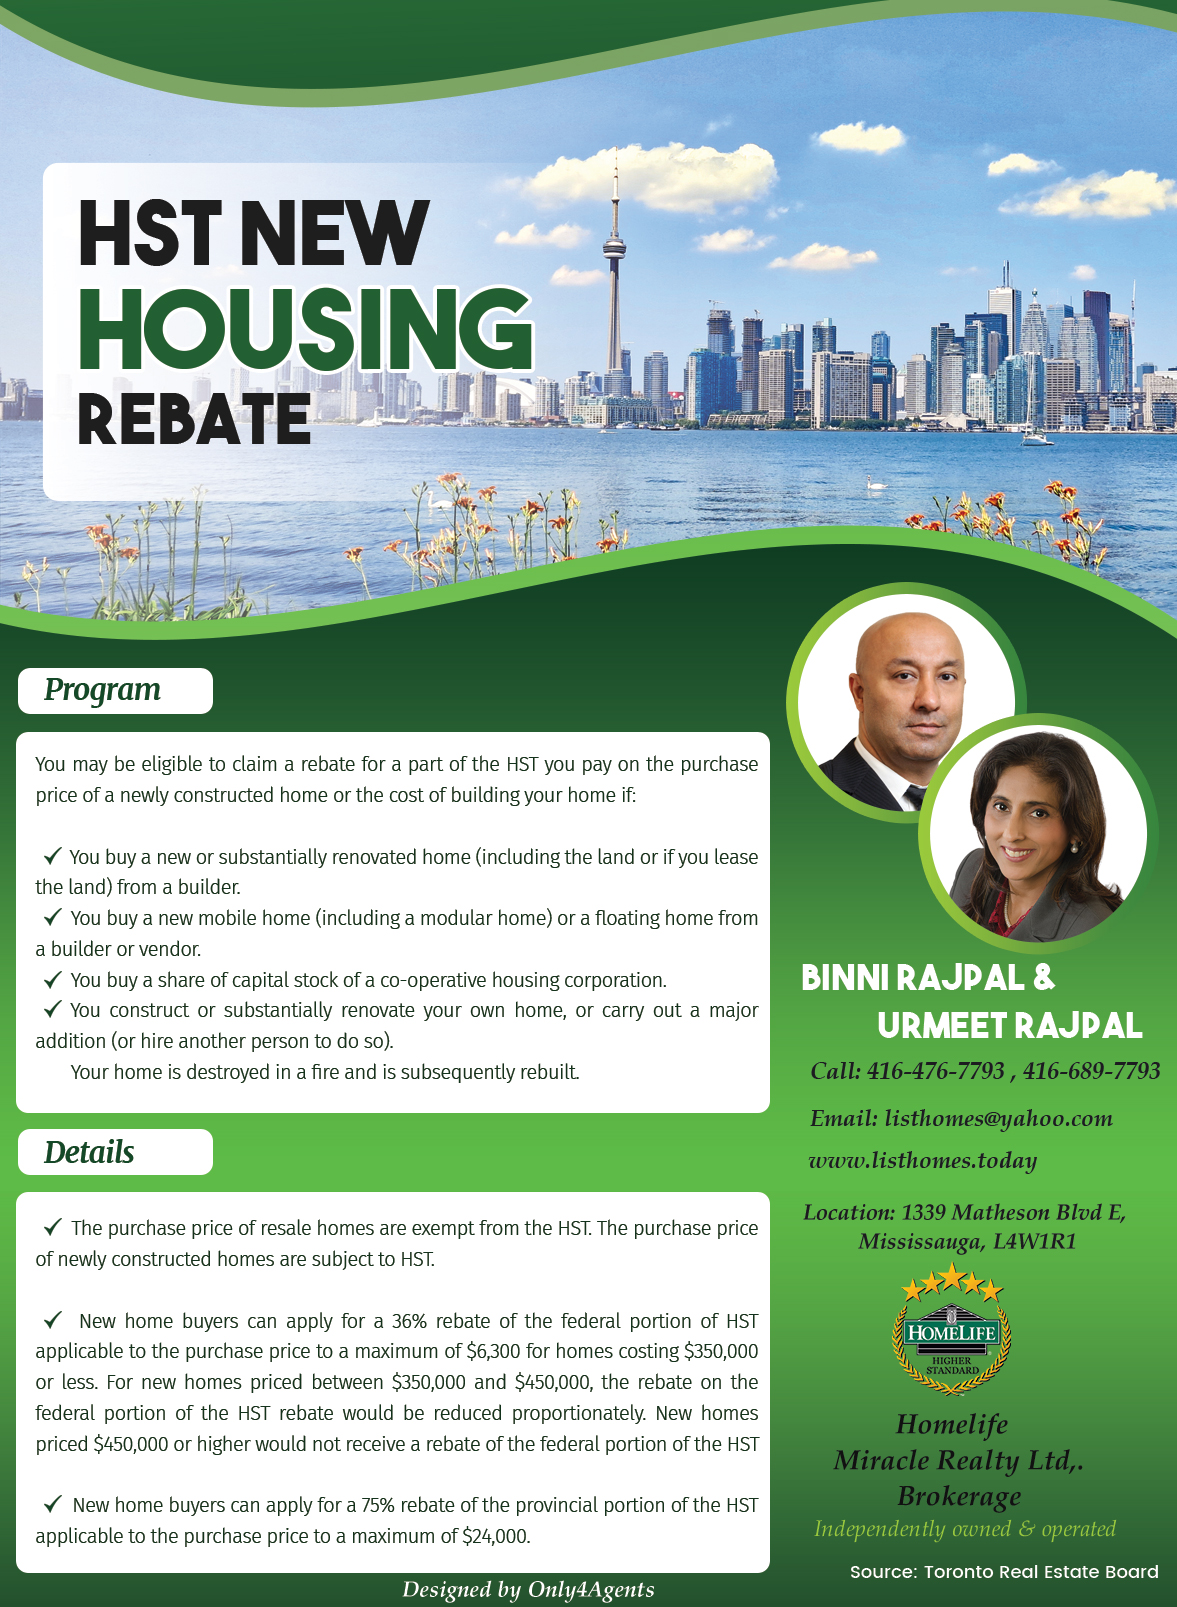 HST NEW
HOUSING
REBATE
Program
You may be eligible to claim a rebate for a part of the HST you pay on the purchase
price of a newly constructed home or the cost of building your home if:
✓ You buy a new or substantially renovated home (including the land or if you lease
the land) from a builder.
✓ You buy a new mobile home (including a modular home) or a floating home from
a builder or vendor.
✓ You buy a share of capital stock of a co-operative housing corporation.
✓ You construct or substantially renovate your own home, or carry out a major
addition (or hire another person to do so).
Your home is destroyed in a fire and is subsequently rebuilt.
Details
✓ The purchase price of resale homes are exempt from the HST. The purchase price
of newly constructed homes are subject to HST.
✓ New home buyers can apply for a 36% rebate of the federal portion of HST
applicable to the purchase price to a maximum of $6,300 for homes costing $350,000
or less. For new homes priced between $350,000 and $450,000, the rebate on the
federal portion of the HST rebate would be reduced proportionately. New homes
priced $450,000 or higher would not receive a rebate of the federal portion of the HST
✓ New home buyers can apply for a 75% rebate of the provincial portion of the HST
applicable to the purchase price to a maximum of $24,000.
BINNI RAJPAL &
URMEET RAJPAL
Call: 416-476-7793 , 416-689-7793
Email: listhomes@yahoo.com
www.listhomes.today
Location: 1339 Matheson Blvd E,
Mississauga, L4W1R1
HOMELIFE
HIGHER
STANDARD
Homelife
Miracle Realty Ltd,.
Brokerage
Independently owned & operated
Source: Toronto Real Estate Board
Designed by Only4Agents